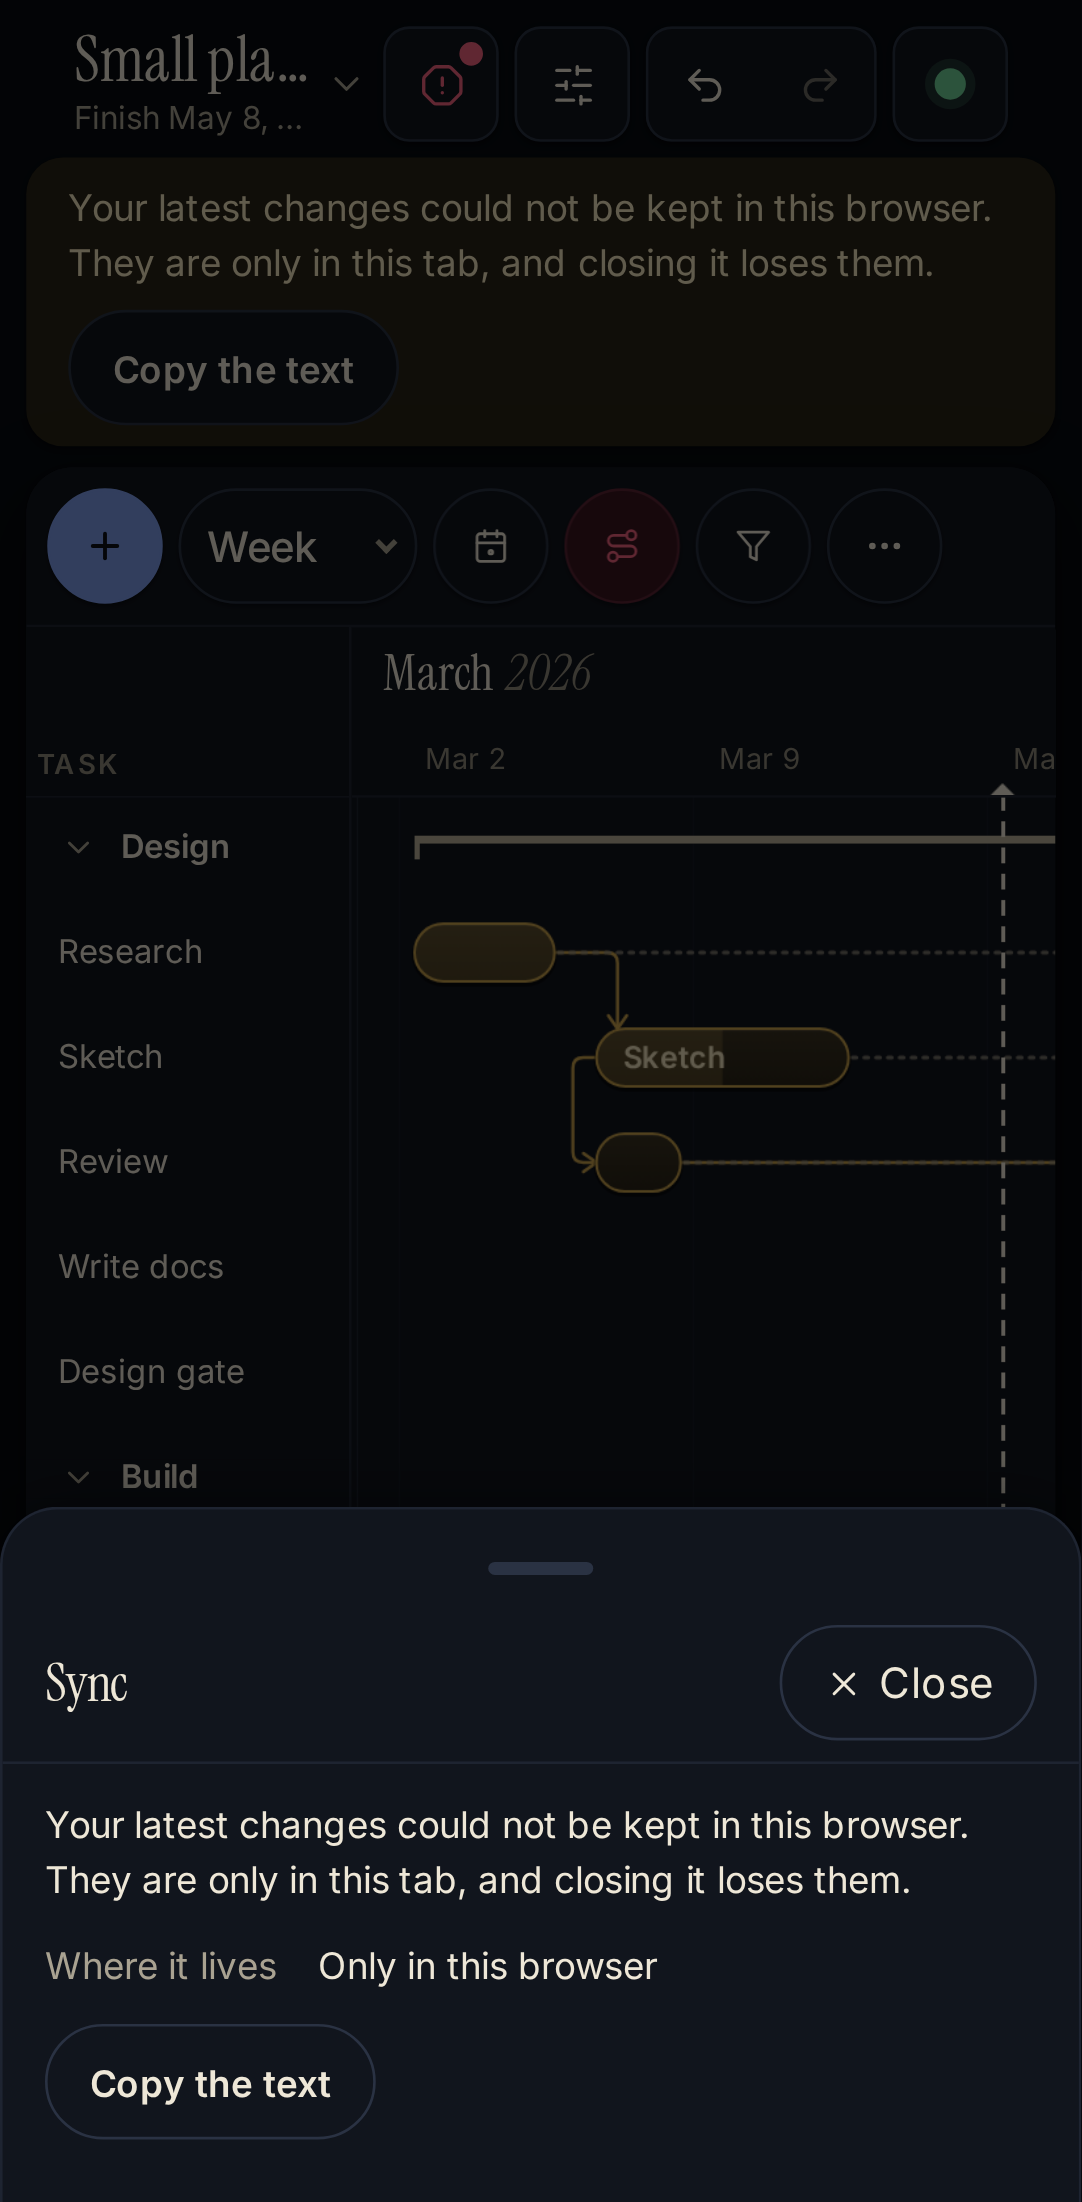 Small pla...
Finish May 8, ...
Your latest changes could not be kept in this browser.
They are only in this tab, and closing it loses them.
Copy the text
Week
March 2026
TASK
Mar 2
Mar 9
Ma
Design
Research
Sketch
Sketch
Review
Write docs
Design gate
Build
Sync
Close
Your latest changes could not be kept in this browser.
They are only in this tab, and closing it loses them.
Where it lives Only in this browser
Copy the text